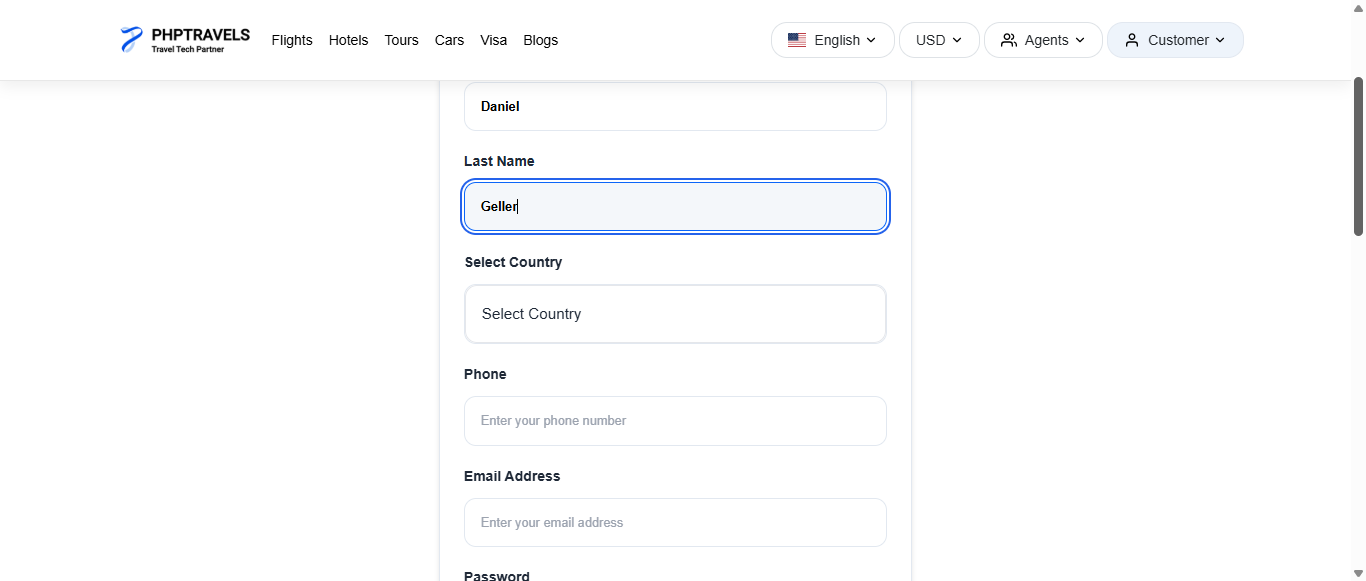 PHPTRAVELS
Travel Tech Partner
Flights Hotels Tours Cars Visa Blogs
English USD Agents Customer
Daniel
Last Name
Geller
Select Country
Select Country
Phone
Enter your phone number
Email Address
Enter your email address
Password